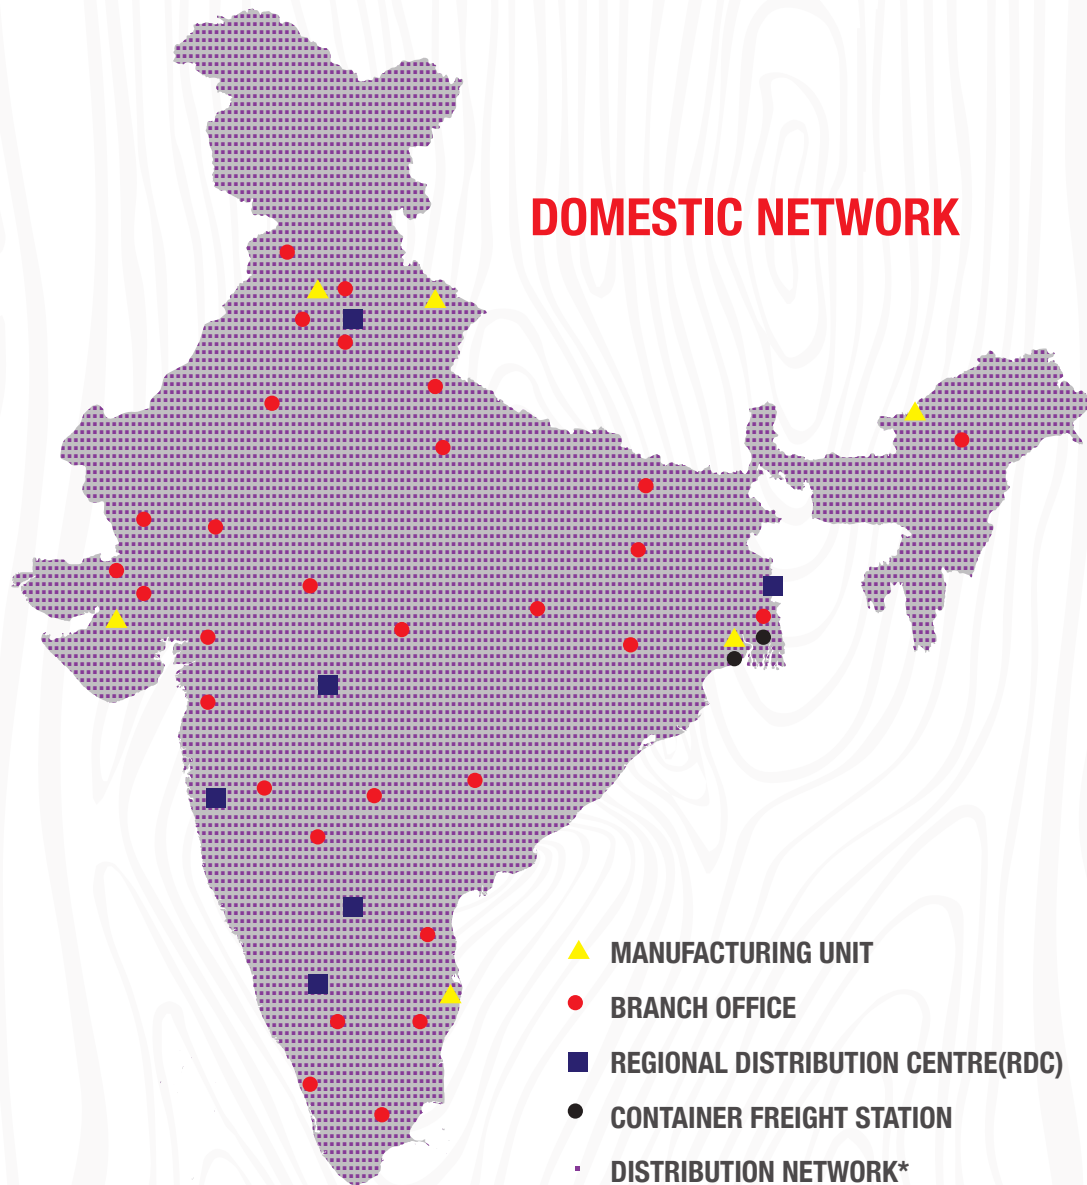 DOMESTIC NETWORK
MANUFACTURING UNIT
BRANCH OFFICE
REGIONAL DISTRIBUTION CENTRE(RDC)
CONTAINER FREIGHT STATION
DISTRIBUTION NETWORK*